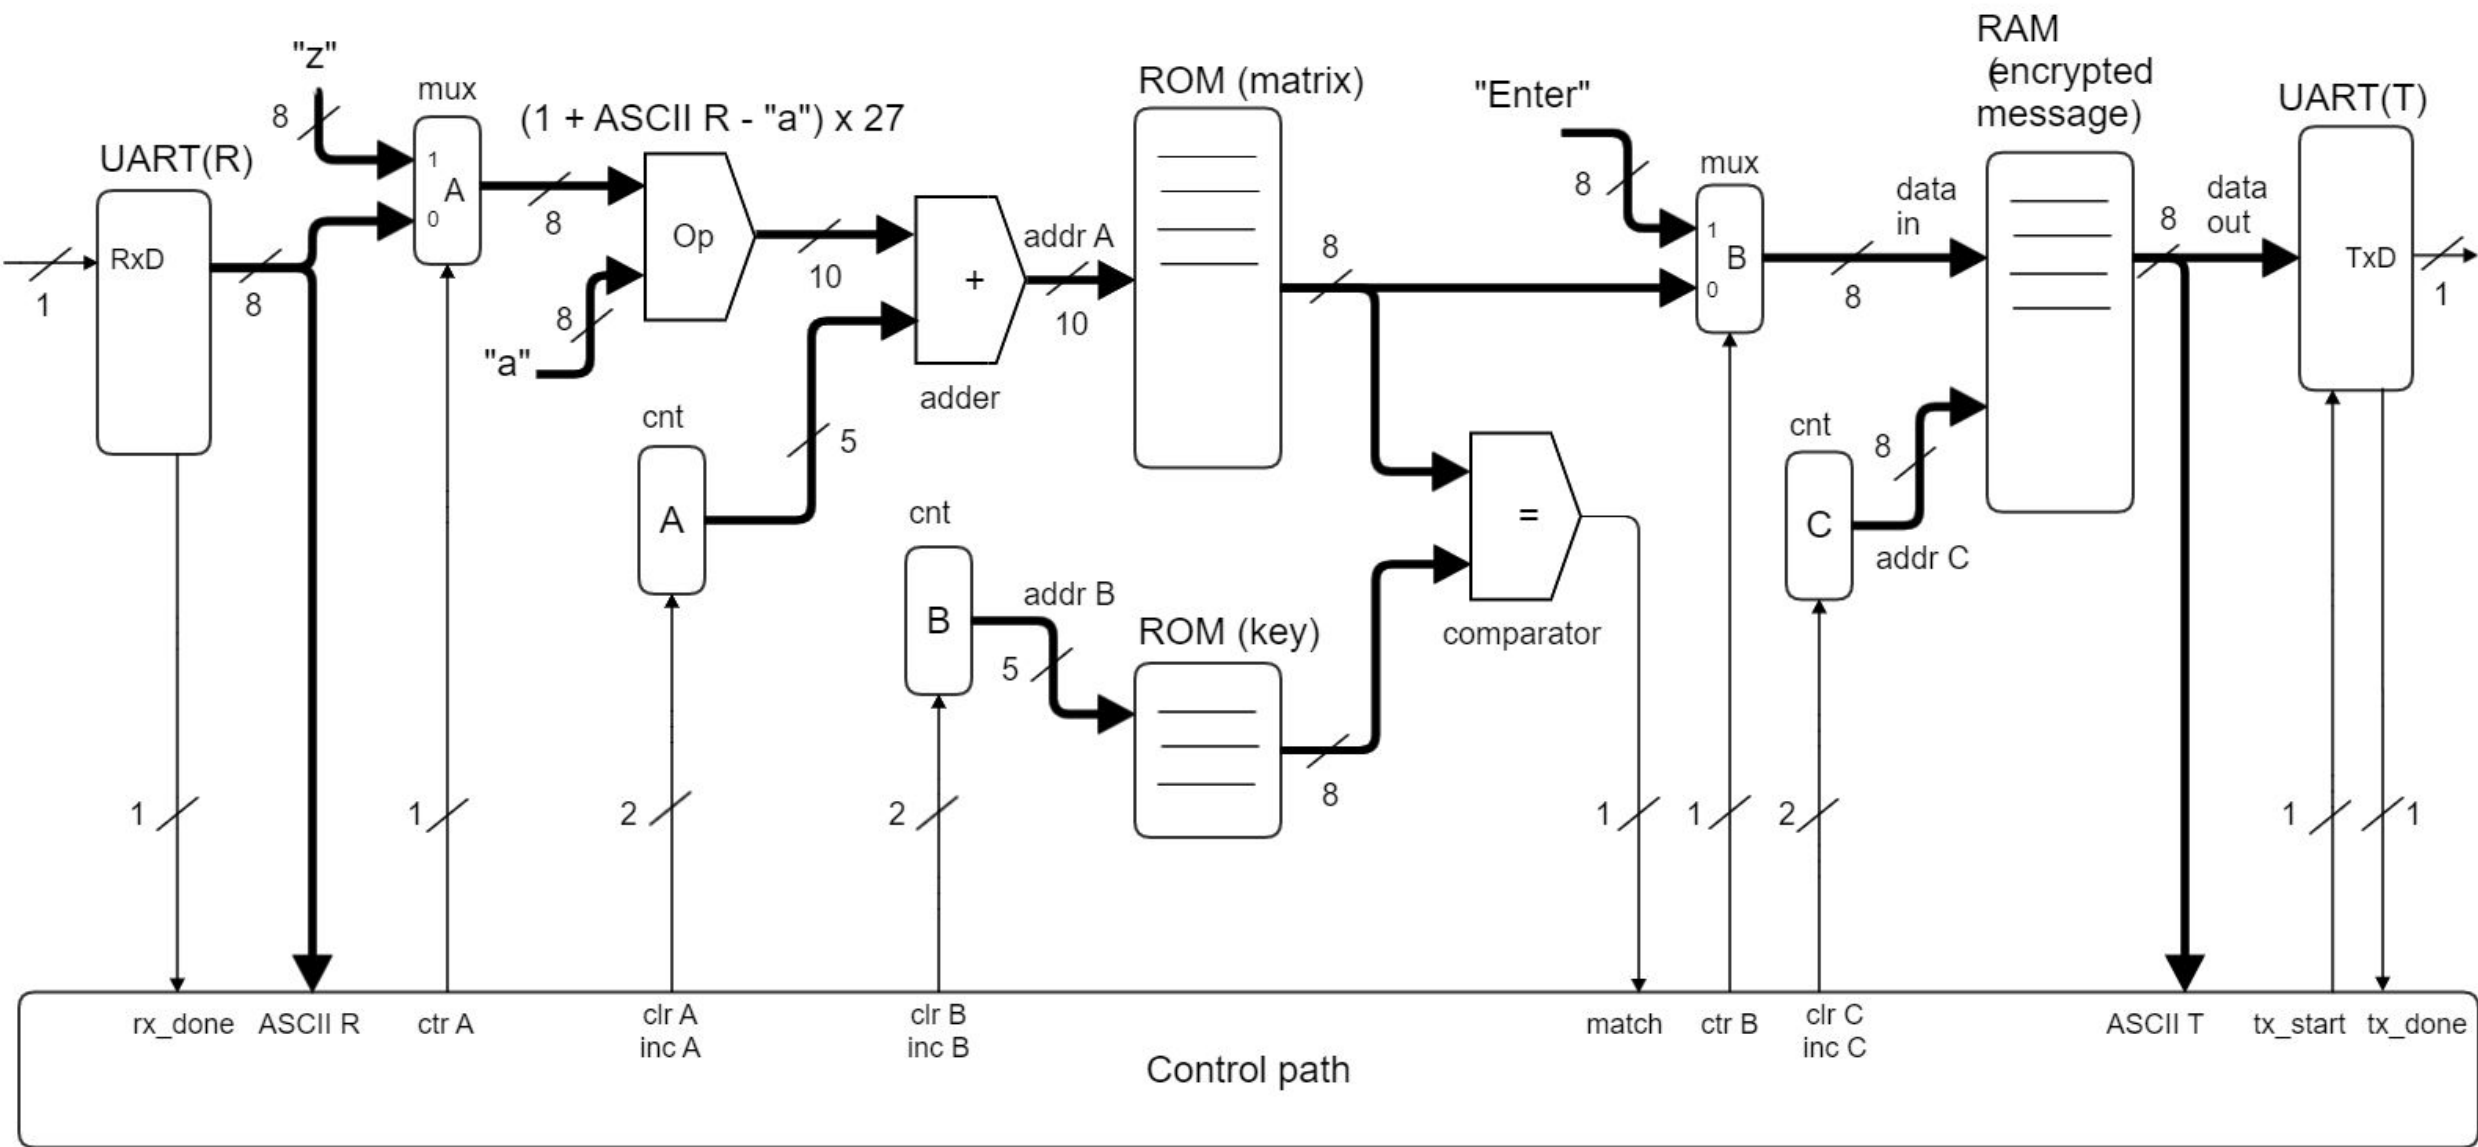 "z"
8
mux
1
A
0
UART(R)
RxD
1
8
(1 + ASCII R - "a") x 27
8
Op
10
8
"a"
+
adder
addr A
10
cnt
A
5
cnt
B
addr B
5
ROM (matrix)
8
ROM (key)
8
=
comparator
"Enter"
8
mux
1
B
0
8
data
in
cnt
C
8
addr C
RAM
(encrypted
message)
8
data
out
UART(T)
TxD
1
1
1
2
2
1
1
2
1
1
rx_done
ASCII R
ctr A
clr A
inc A
clr B
inc B
match
ctr B
clr C
inc C
ASCII T
tx_start
tx_done
Control path